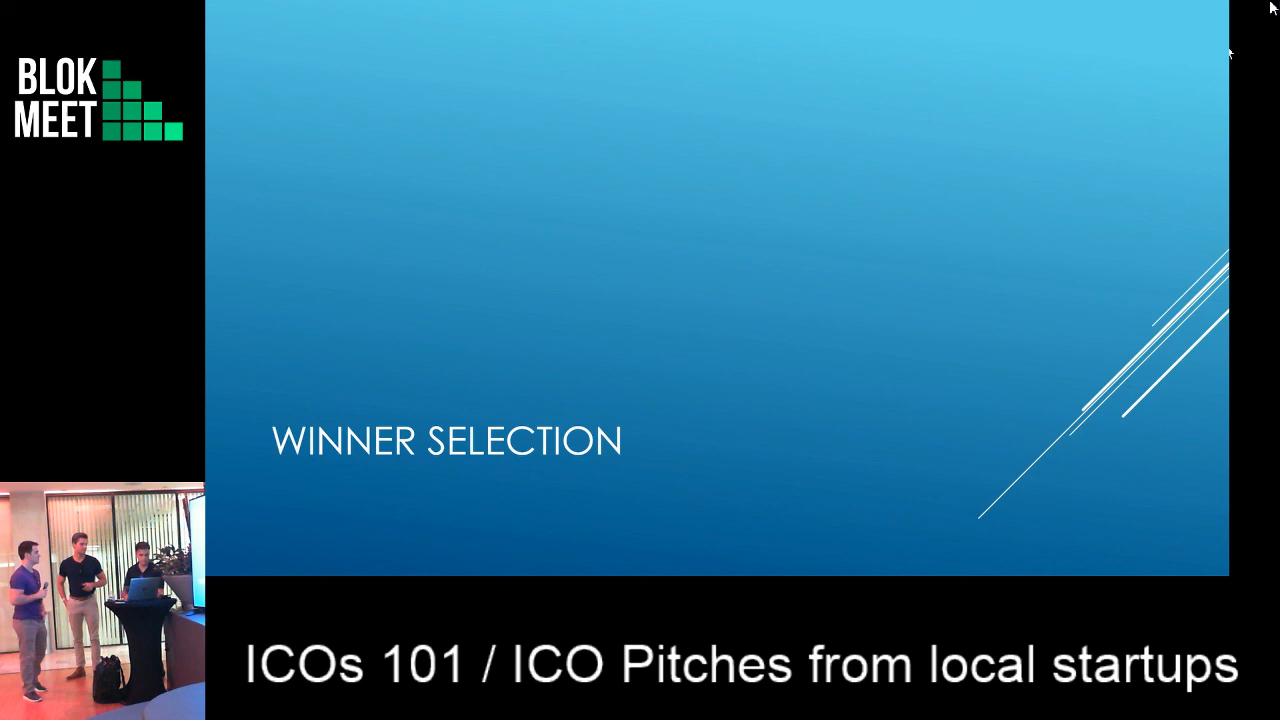 BLOK
MEET
WINNER SELECTION
ICOs 101 / ICO Pitches from local startups